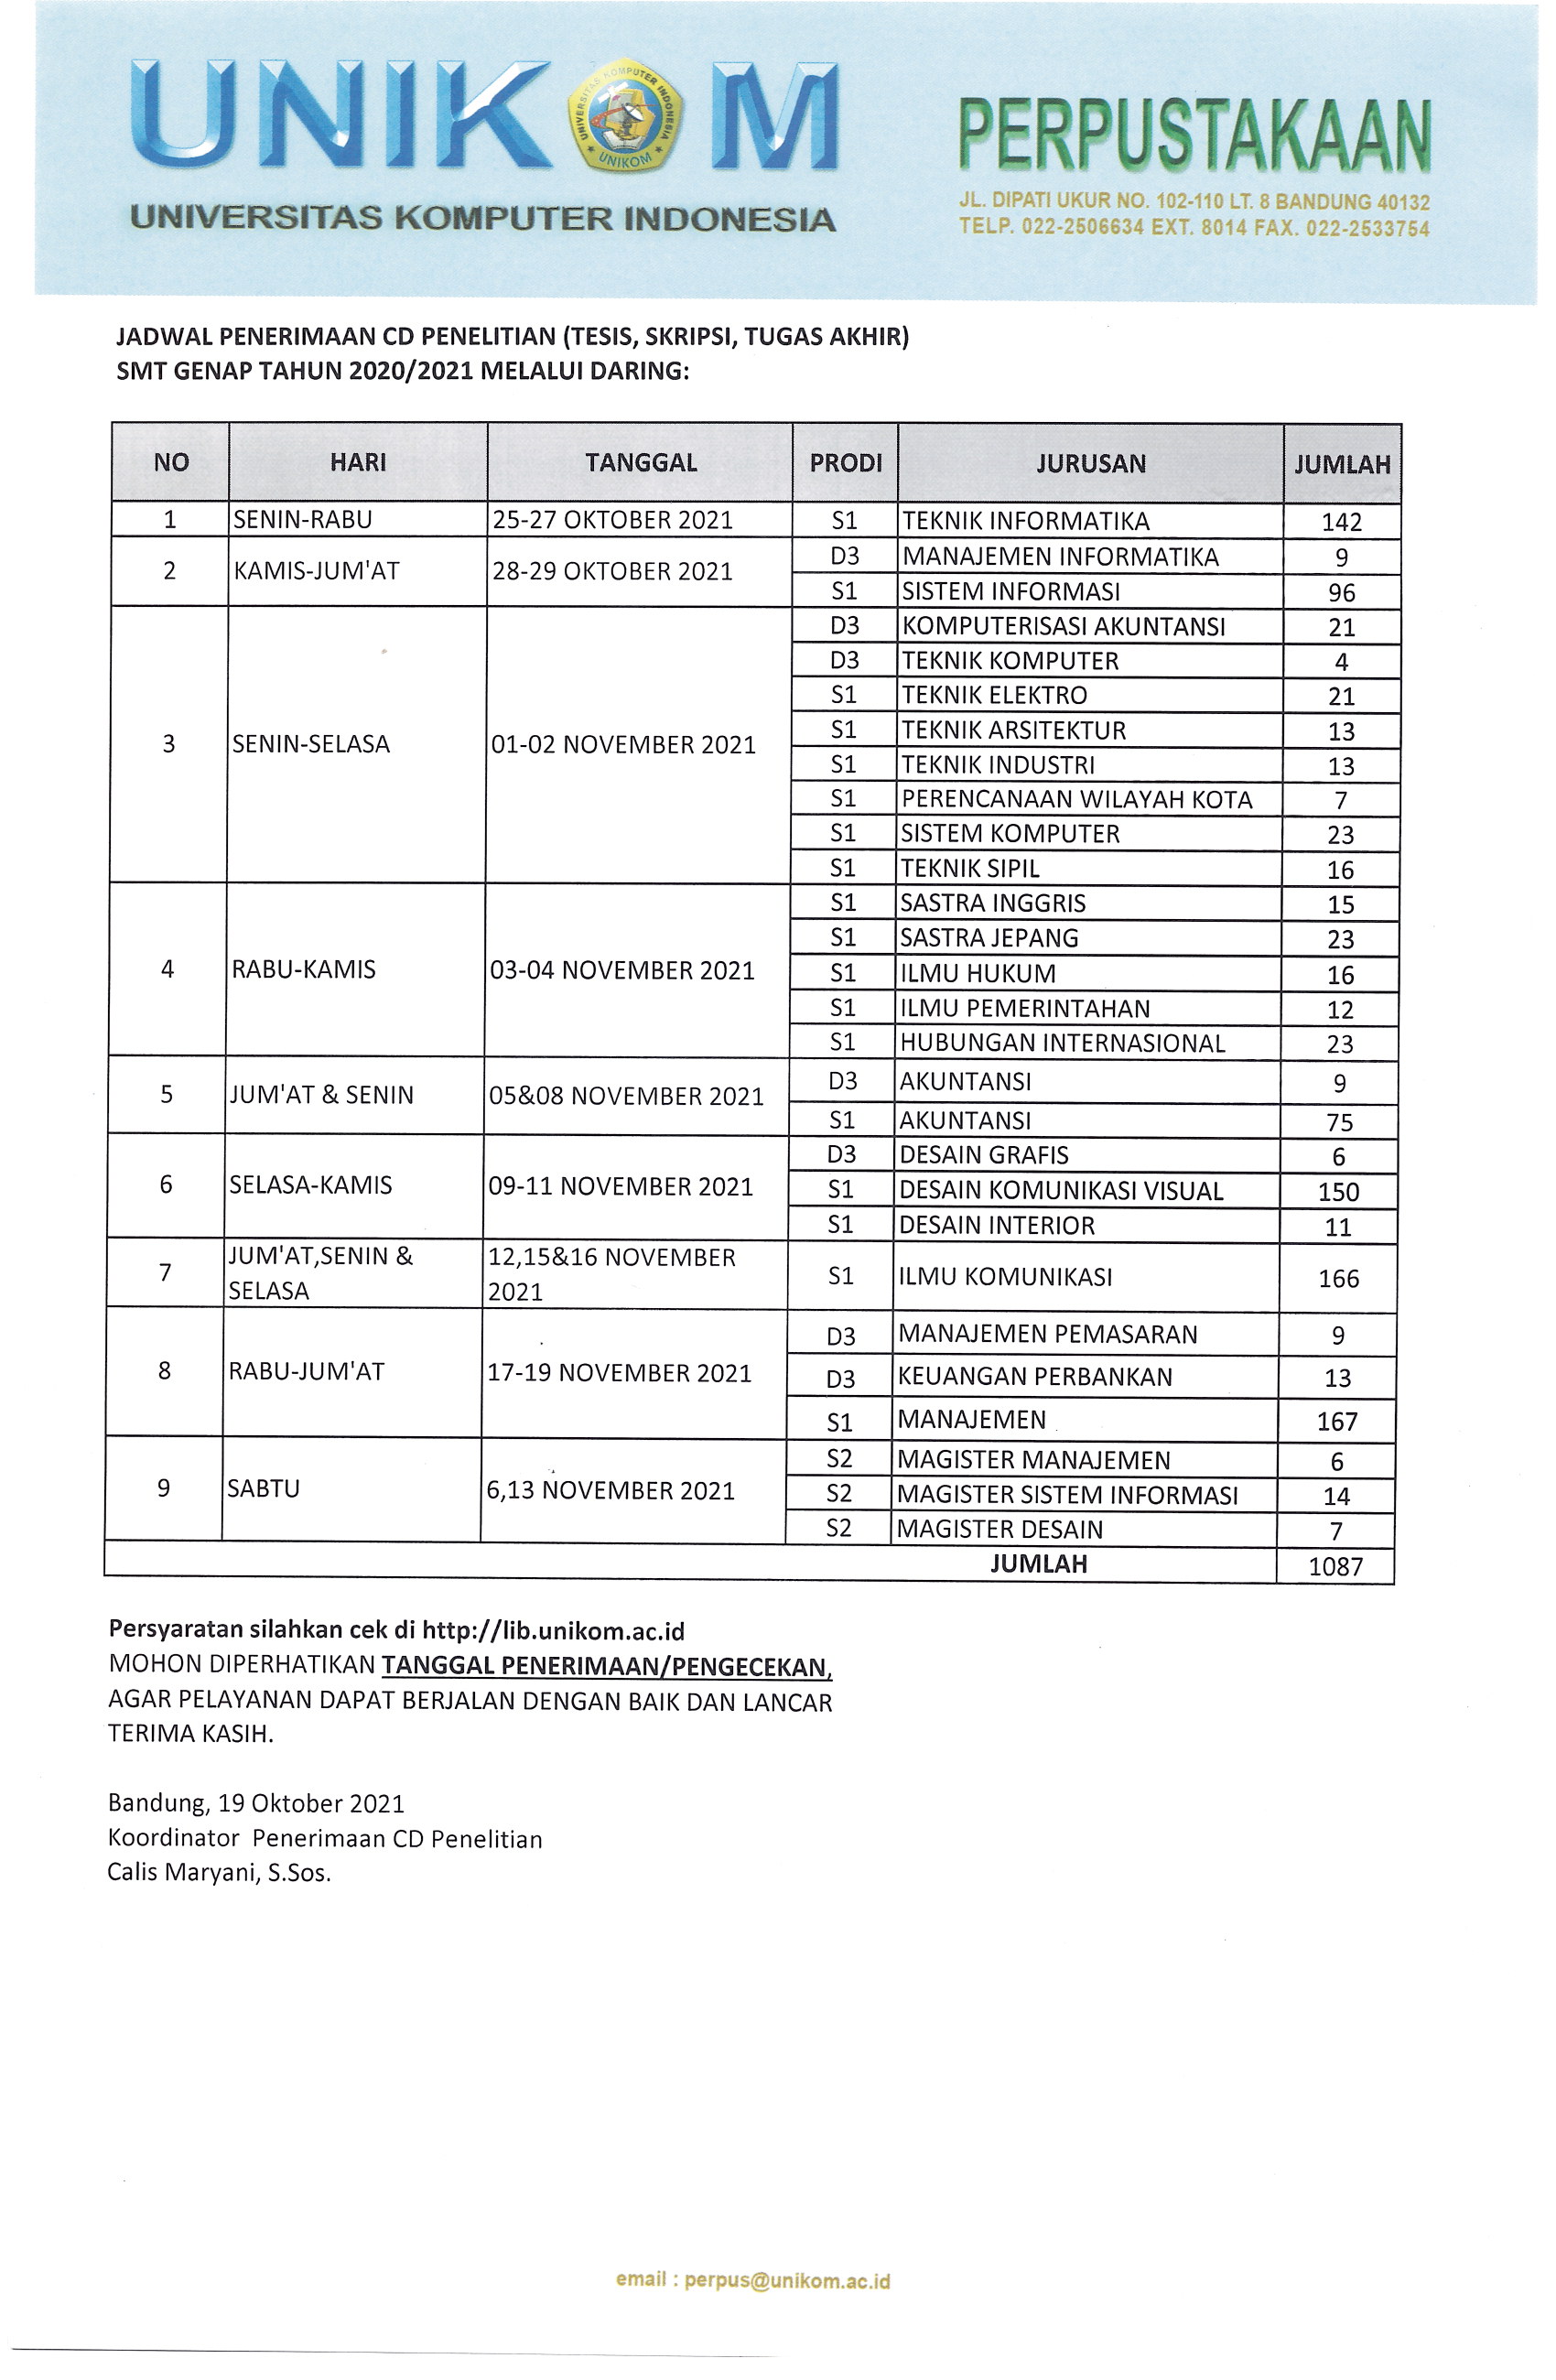 UNIKOM
UNIVERSITAS KOMPUTER INDONESIA
UNIKOM
UNIVERSITAS KOMPUTER INDONESIA
PERPUSTAKAAN
JL. DIPATI UKUR NO. 102-110 LT. 8 BANDUNG 40132
TELP. 022-2506634 EXT. 8014 FAX. 022-2533754
JADWAL PENERIMAAN CD PENELITIAN (TESIS, SKRIPSI, TUGAS AKHIR)
SMT GENAP TAHUN 2020/2021 MELALUI DARING:
NO HARI TANGGAL PRODI JURUSAN JUMLAH
1 SENIN-RABU 25-27 OKTOBER 2021 S1 TEKNIK INFORMATIKA 142
2 KAMIS-JUM'AT 28-29 OKTOBER 2021 D3 MANAJEMEN INFORMATIKA 9
S1 SISTEM INFORMASI 96
3 SENIN-SELASA 01-02 NOVEMBER 2021 D3 KOMPUTERISASI AKUNTANSI 21
D3 TEKNIK KOMPUTER 4
S1 TEKNIK ELEKTRO 21
S1 TEKNIK ARSITEKTUR 13
S1 TEKNIK INDUSTRI 13
S1 PERENCANAAN WILAYAH KOTA 7
S1 SISTEM KOMPUTER 23
S1 TEKNIK SIPIL 16
4 RABU-KAMIS 03-04 NOVEMBER 2021 S1 SASTRA INGGRIS 15
S1 SASTRA JEPANG 23
S1 ILMU HUKUM 16
S1 ILMU PEMERINTAHAN 12
S1 HUBUNGAN INTERNASIONAL 23
5 JUM'AT & SENIN 05&08 NOVEMBER 2021 D3 AKUNTANSI 9
S1 AKUNTANSI 75
6 SELASA-KAMIS 09-11 NOVEMBER 2021 D3 DESAIN GRAFIS 6
S1 DESAIN KOMUNIKASI VISUAL 150
S1 DESAIN INTERIOR 11
7 JUM'AT,SENIN & SELASA 12,15&16 NOVEMBER 2021 S1 ILMU KOMUNIKASI 166
8 RABU-JUM'AT 17-19 NOVEMBER 2021 D3 MANAJEMEN PEMASARAN 9
D3 KEUANGAN PERBANKAN 13
S1 MANAJEMEN 167
9 SABTU 6,13 NOVEMBER 2021 S2 MAGISTER MANAJEMEN 6
S2 MAGISTER SISTEM INFORMASI 14
S2 MAGISTER DESAIN 7
JUMLAH 1087
Persyaratan silahkan cek di http://lib.unikom.ac.id
MOHON DIPERHATIKAN TANGGAL PENERIMAAN/PENGECEKAN,
AGAR PELAYANAN DAPAT BERJALAN DENGAN BAIK DAN LANCAR
TERIMA KASIH.
Bandung, 19 Oktober 2021
Koordinator Penerimaan CD Penelitian
Calis Maryani, S.Sos.
email : perpus@unikom.ac.id